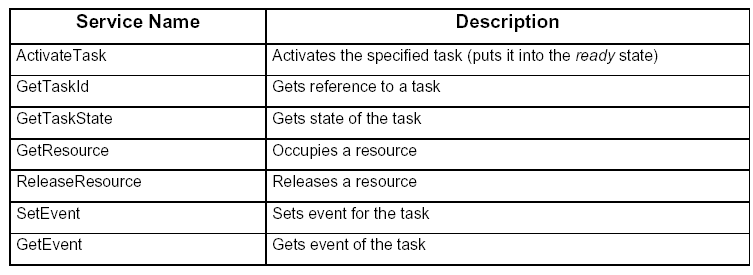 Service Name Description
ActivateTask Activates the specified task (puts it into the ready state)
GetTaskId Gets reference to a task
GetTaskState Gets state of the task
GetResource Occupies a resource
ReleaseResource Releases a resource
SetEvent Sets event for the task
GetEvent Gets event of the task